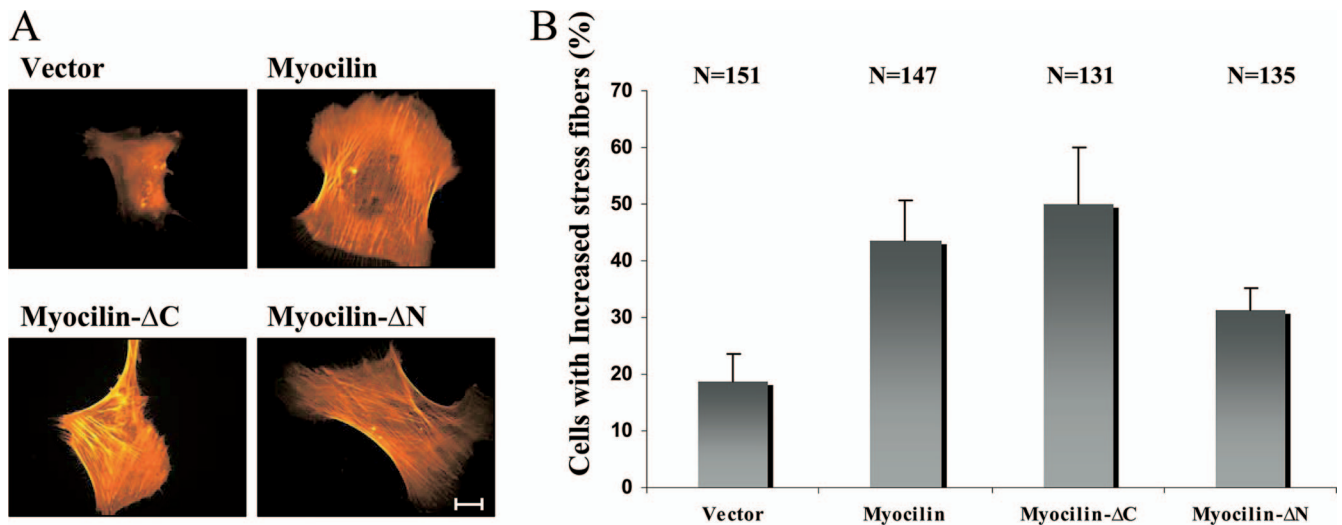 A
Vector
Myocilin
Myocilin-ΔC
Myocilin-ΔN
B
Cells with Increased stress fibers (%)
N=151
N=147
N=131
N=135
70
60
50
40
30
20
10
0
Vector
Myocilin
Myocilin-ΔC
Myocilin-ΔN